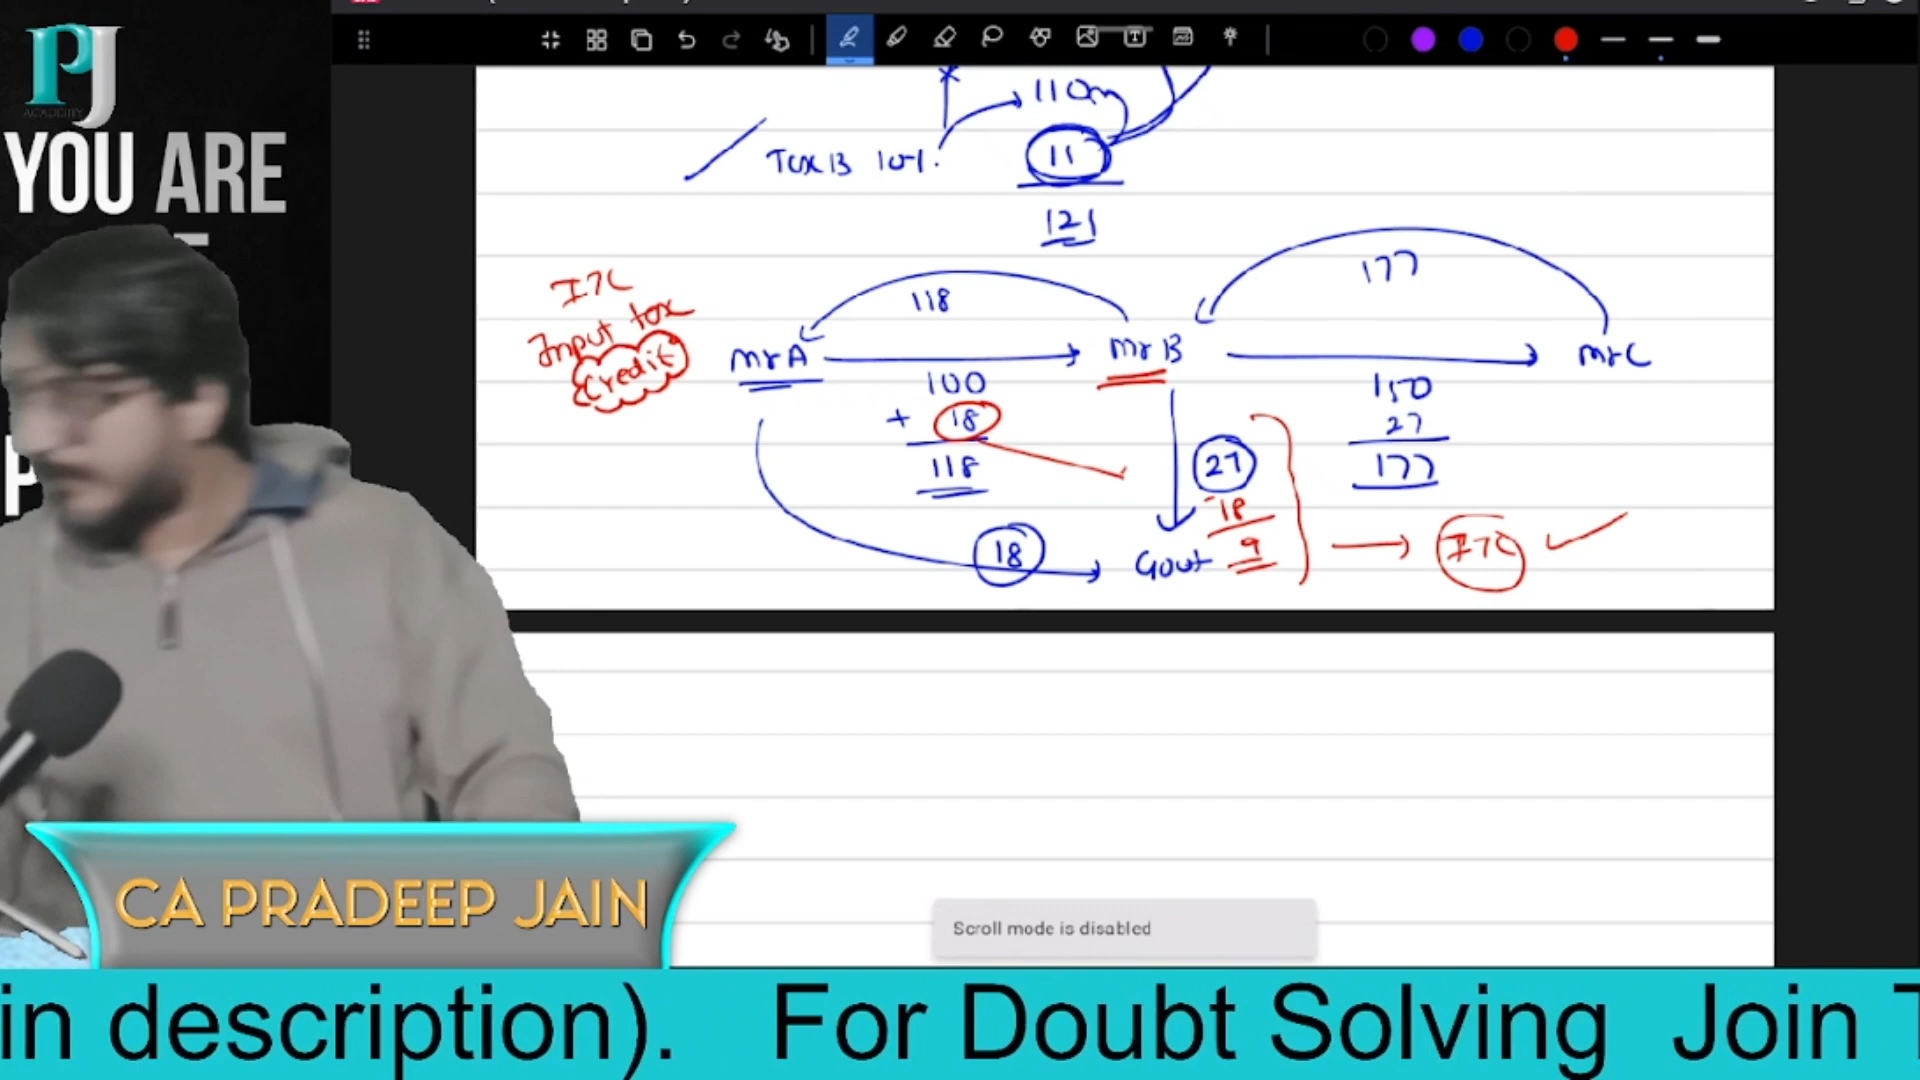 PJ
ACADEMY
YOU ARE
110
Tax B 10%.
11
121
ITC
Input tax
Credit
118
177
Mr A
Mr B
Mr C
100
150
+ 18
27
118
27
177
18
9
18
Govt
ITC
CA PRADEEP JAIN
Scroll mode is disabled
in description). For Doubt Solving Join T